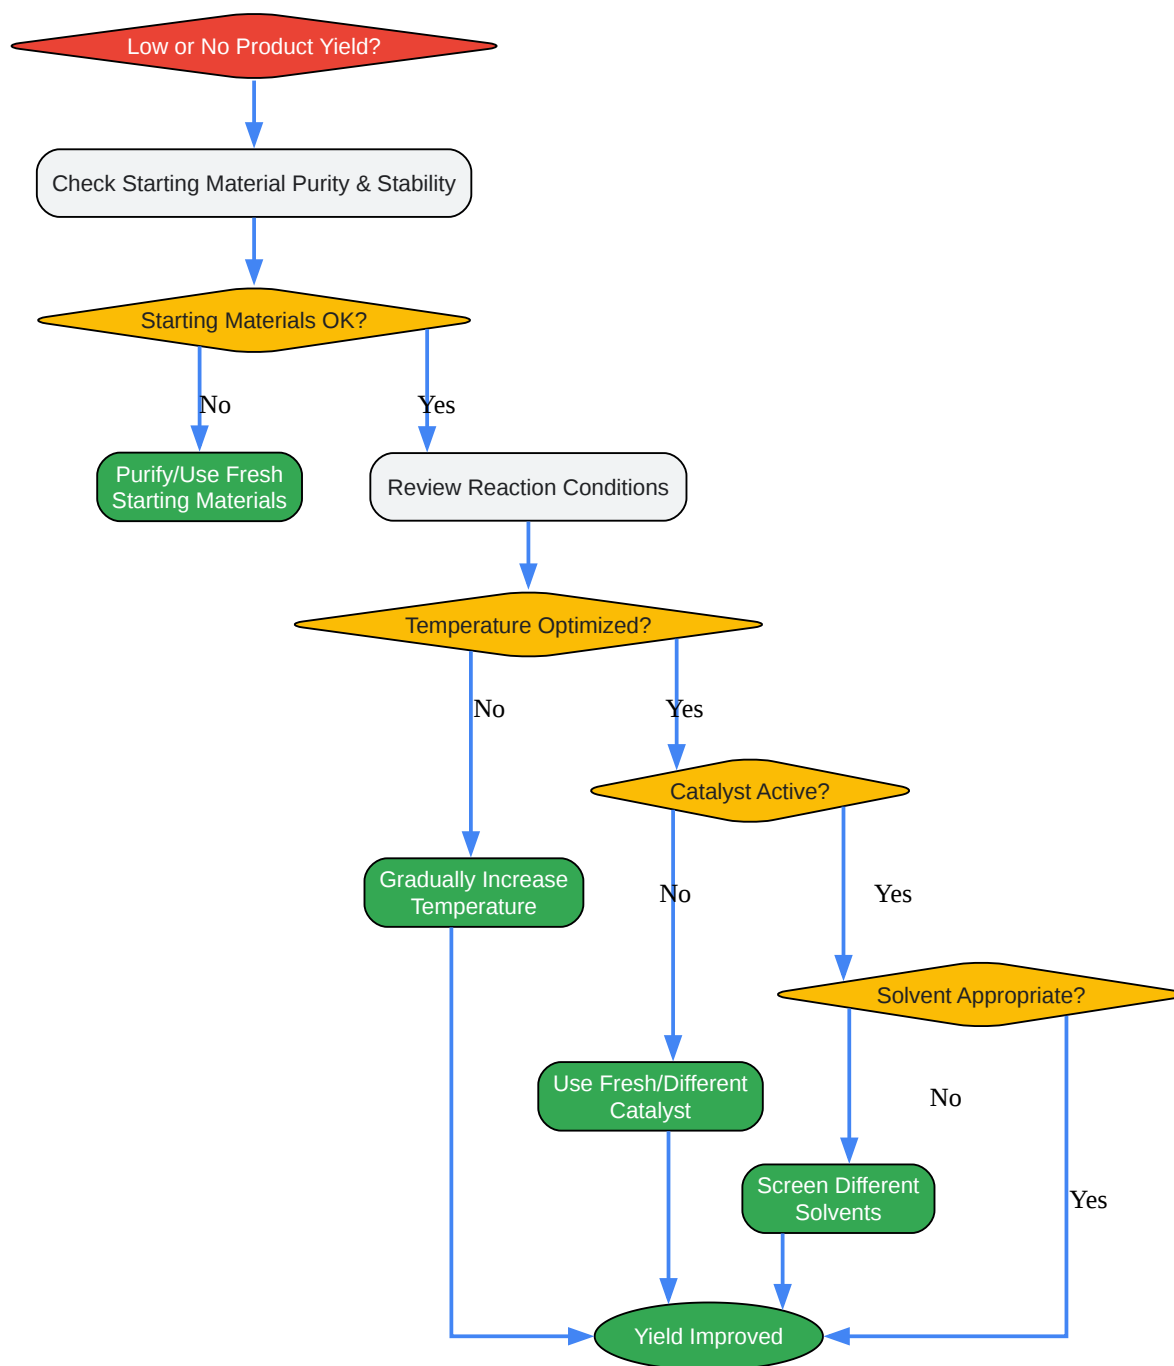 Low or No Product Yield?
Check Starting Material Purity & Stability
Starting Materials OK?
No
Yes
Purify/Use Fresh
Starting Materials
Review Reaction Conditions
Temperature Optimized?
No
Yes
Catalyst Active?
Gradually Increase
Temperature
No
Yes
Solvent Appropriate?
Use Fresh/Different
Catalyst
No
Screen Different
Solvents
Yes
Yield Improved